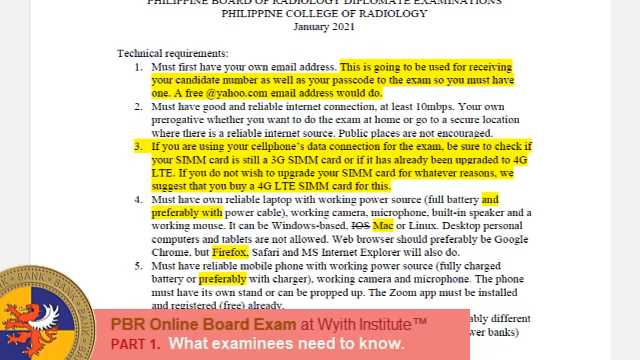 PHILIPPINE BOARD OF RADIOLOGY DIPLOMATE EXAMINATIONS
PHILIPPINE COLLEGE OF RADIOLOGY
January 2021
Technical requirements:
1. Must first have your own email address. This is going to be used for receiving
your candidate number as well as your passcode to the exam so you must have
one. A free @yahoo.com email address would do.
2. Must have good and reliable internet connection, at least 10mbps. Your own
prerogative whether you want to do the exam at home or go to a secure location
where there is a reliable internet source. Public places are not encouraged.
3. If you are using your cellphone's data connection for the exam, be sure to check if
your SIMM card is still a 3G SIMM card or if it has already been upgraded to 4G
LTE. If you do not wish to upgrade your SIMM card for whatever reasons, we
suggest that you buy a 4G LTE SIMM card for this.
4. Must have own reliable laptop with working power source (full battery and
preferably with power cable), working camera, microphone, built-in speaker and a
working mouse. It can be Windows-based, IOS Mac or Linux. Desktop personal
computers and tablets are not allowed. Web browser should preferably be Google
Chrome, but Firefox, Safari and MS Internet Explorer will also do.
5. Must have reliable mobile phone with working power source (fully charged
battery or preferably with charger), working camera and microphone. The phone
must have its own stand or can be propped up. The Zoom app must be installed
and registered (free) already.
different
banks)
PBR Online Board Exam at Wyith Institute™
PART 1. What examinees need to know.